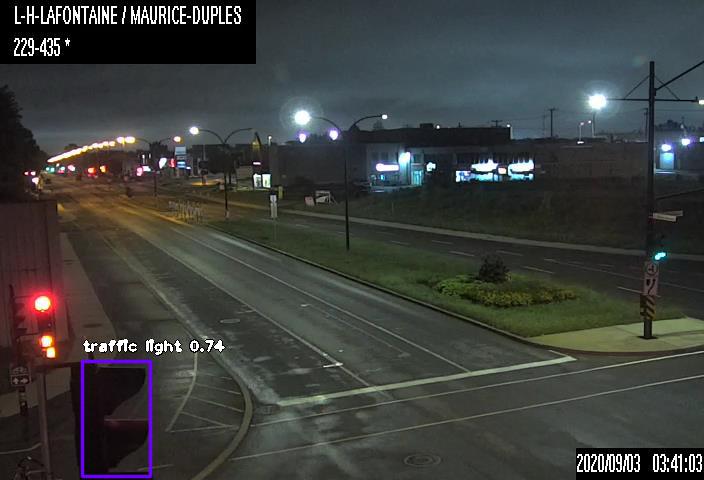 L-H-LAFONTAINE / MAURICE-DUPLES
229-435 *
traffic light 0.74
2020/09/03 03:41:03